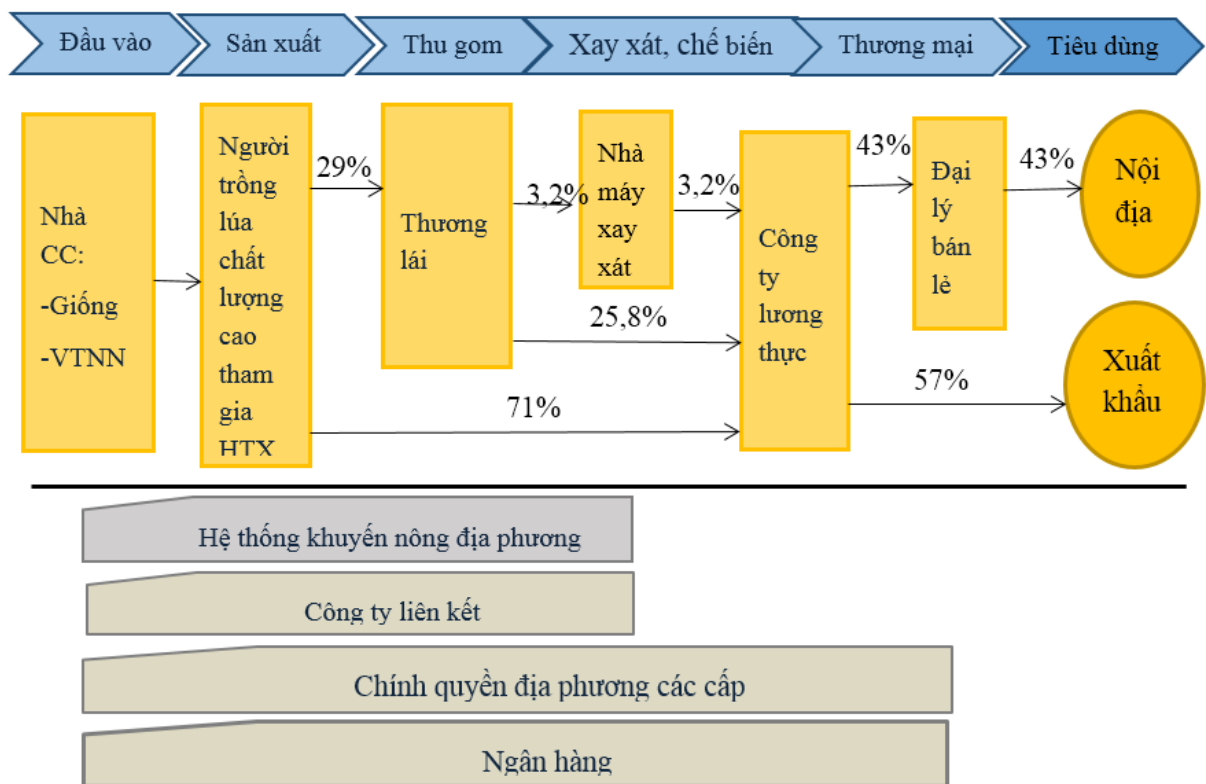 Đầu vào
Sản xuất
Thu gom
Xay xát, chế biến
Thương mại
Tiêu dùng
Nhà
CC:
-Giống
-VTNN
Người
trồng
lúa
chất
lượng
cao
tham
gia
HTX
29%
Thương
lái
3,2%
Nhà
máy
xay
xát
3,2%
25,8%
71%
Công
ty
lương
thực
43%
Đại
lý
bán
lẻ
43%
Nội
địa
57%
Xuất
khẩu
Hệ thống khuyến nông địa phương
Công ty liên kết
Chính quyền địa phương các cấp
Ngân hàng